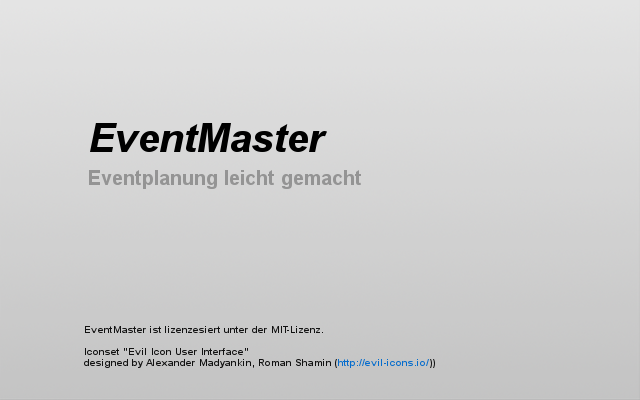 EventMaster
Eventplanung leicht gemacht
EventMaster ist lizenzesiert unter der MIT-Lizenz.
Iconset "Evil Icon User Interface"
designed by Alexander Madyankin, Roman Shamin (http://evil-icons.io/))